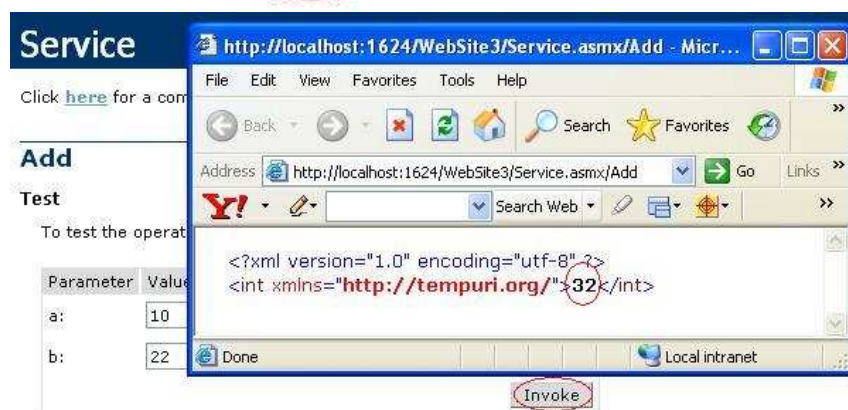 Service
Click here for a com
Add
Test
To test the operat
Parameter Value
a: 10
b: 22
Invoke
http://localhost:1624/WebSite3/Service.asmx/Add - Micr...
File Edit View Favorites Tools Help
Back Search Favorites »
Address http://localhost:1624/WebSite3/Service.asmx/Add Go Links »
Y! Search Web »
<?xml version="1.0" encoding="utf-8" ?>
<int xmlns="http://tempuri.org/">32</int>
Done Local intranet